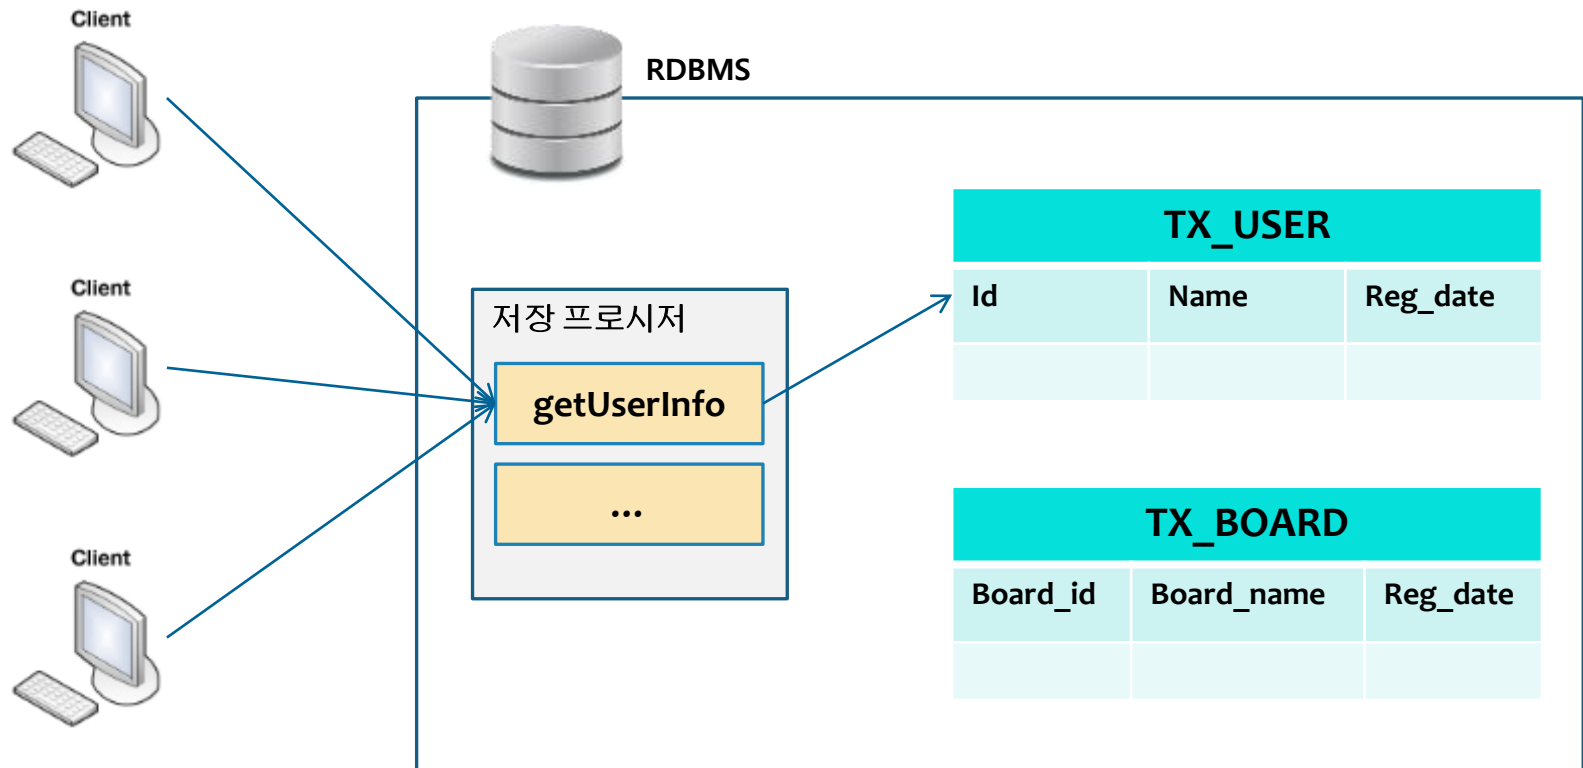 Client
RDBMS
TX_USER
Id Name Reg_date
Client
저장 프로시저
getUserInfo
...
TX_BOARD
Board_id Board_name Reg_date
Client